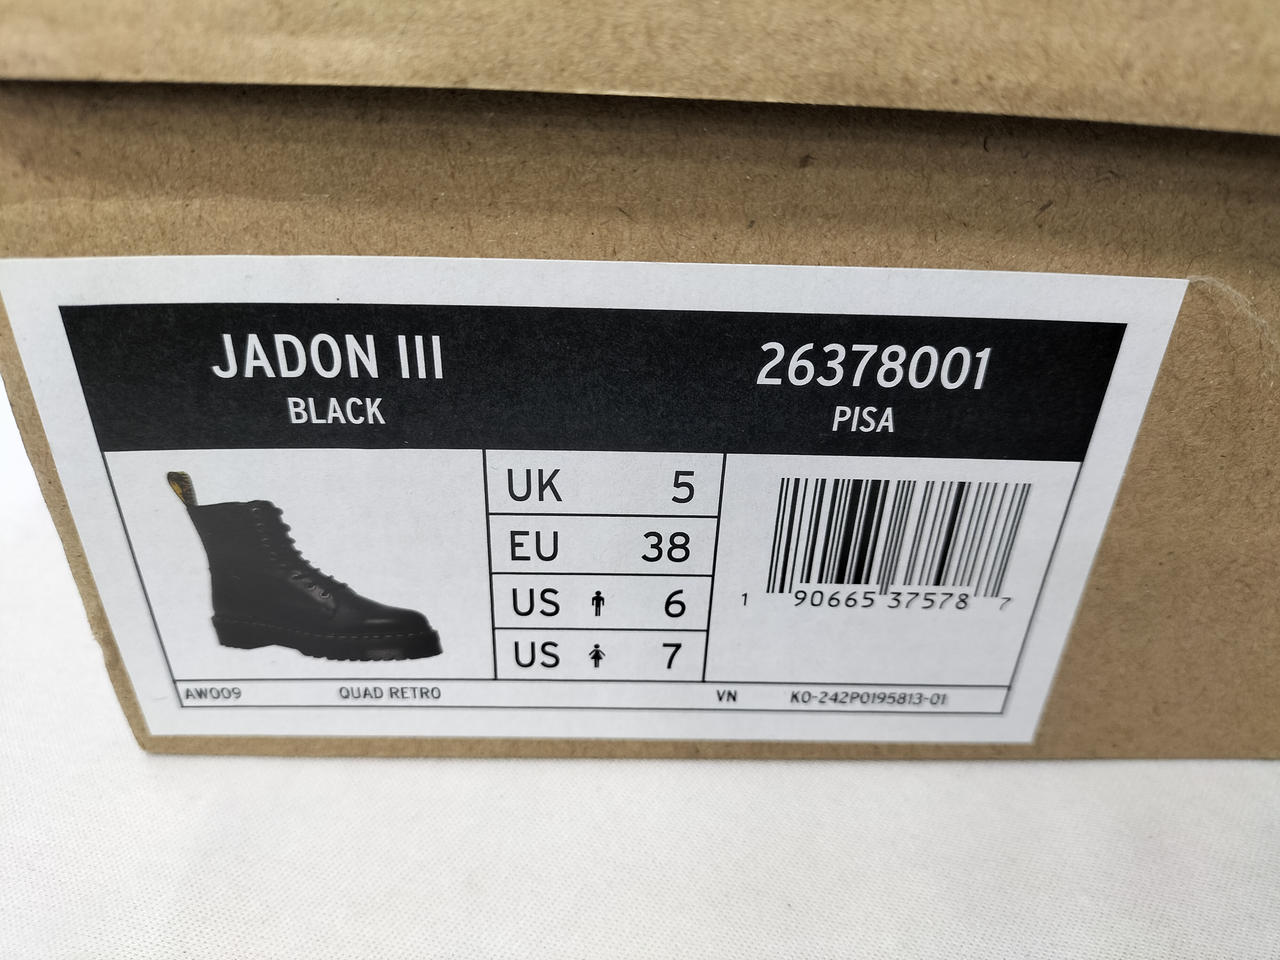 JADON III
BLACK
26378001
PISA
UK 5
EU 38
US 6
US 7
1 90665 37578 7
AW009 QUAD RETRO VN K0-242P0195813-01